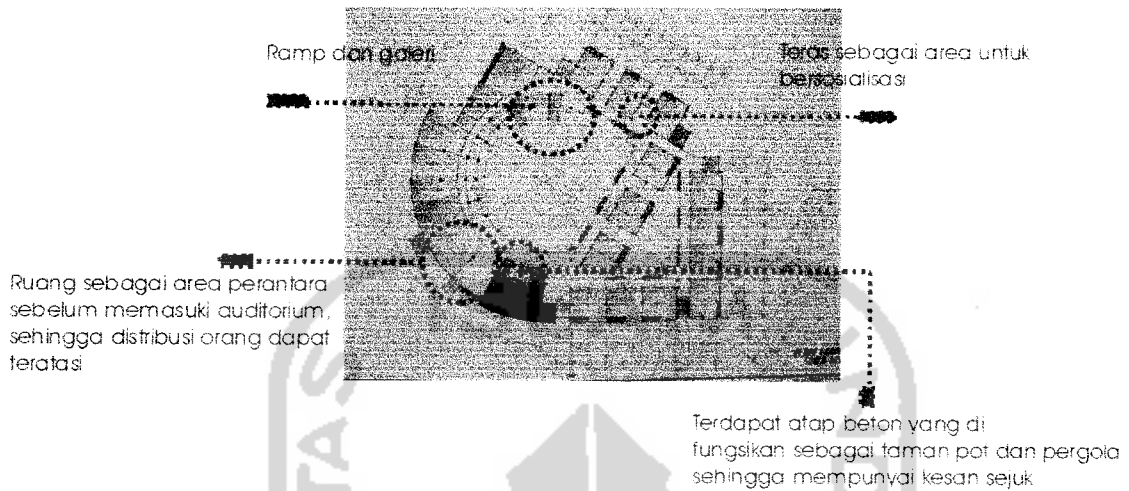 Ramp dan galeri
Teras sebagai area untuk
bersosialisasi
Ruang sebagai area perantara
sebelum memasuki auditorium,
sehingga distribusi orang dapat
teratasi
Terdapat atap beton yang di
fungsikan sebagai taman pot dan pergola
sehingga mempunyai kesan sejuk
TAS